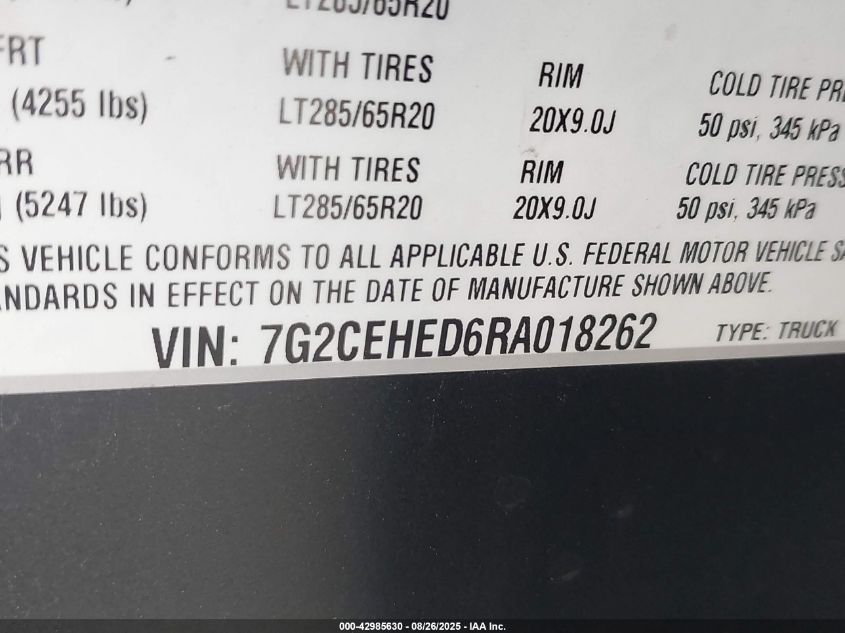 LT285/65R20
FRT WITH TIRES RIM COLD TIRE
(4255 lbs) LT285/65R20 20X9.0J 50 psi, 345 kPa
RR WITH TIRES RIM COLD TIRE
(5247 lbs) LT285/65R20 20X9.0J 50 psi, 345 kPa
VEHICLE CONFORMS TO ALL APPLICABLE U.S. FEDERAL MOTOR VEHICLE
NDARDS IN EFFECT ON THE DATE OF MANUFACTURE SHOWN ABOVE.
VIN: 7G2CEHED6RA018262 TYPE: TRUCK
000-42985630 - 08/26/2025 - IAA Inc.